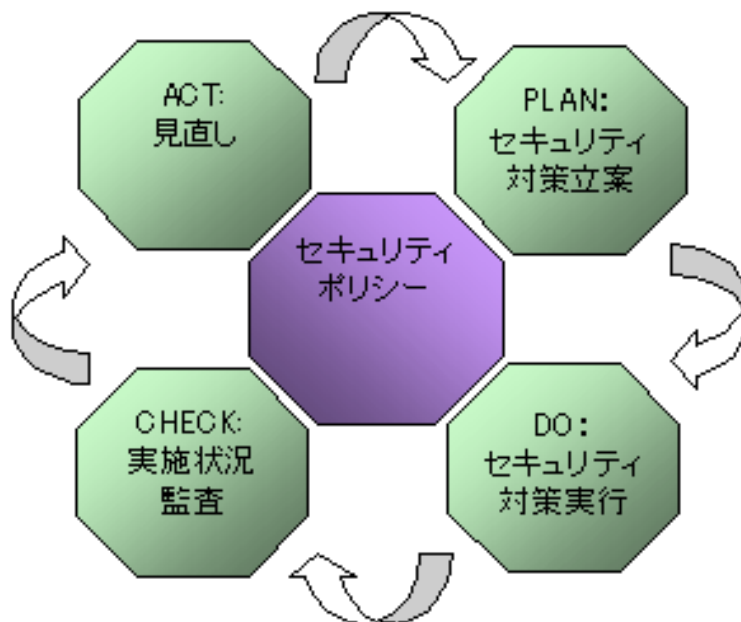 ACT:
見直し
PLAN:
セキュリティ
対策立案
セキュリティ
ポリシー
CHECK:
実施状況
監査
DO:
セキュリティ
対策実行